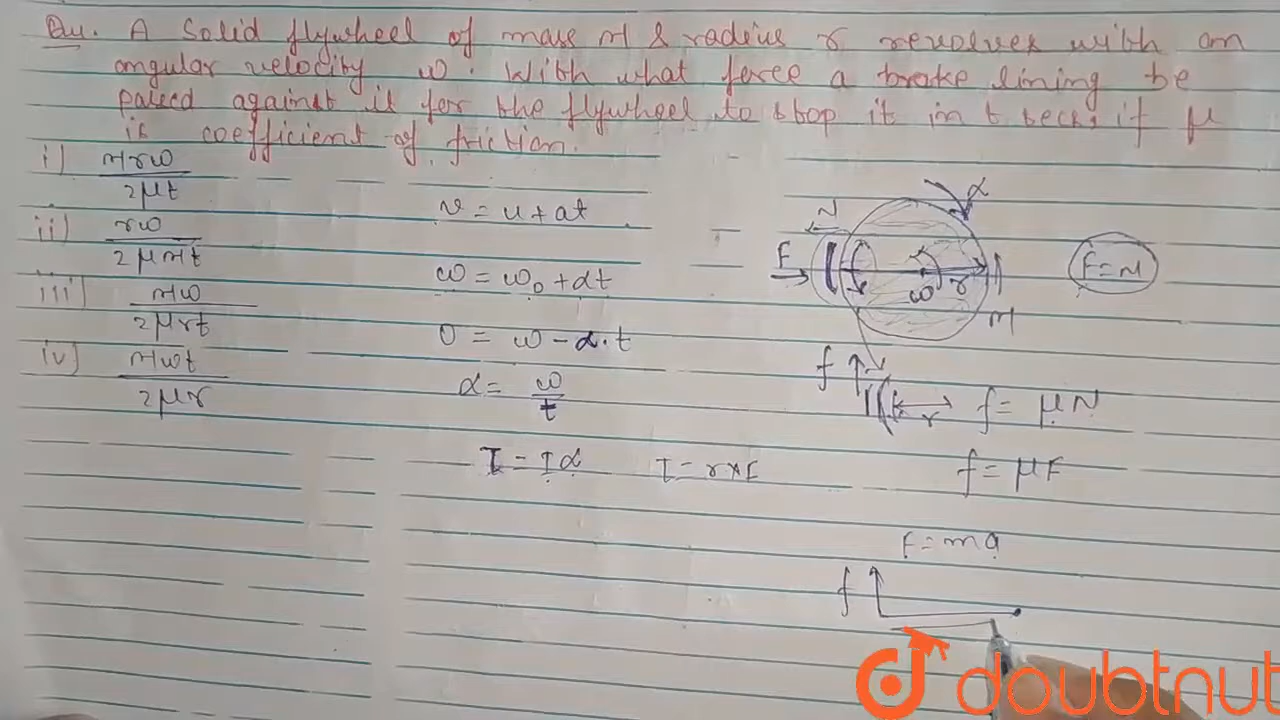 Qu. A Solid flywheel of mass M & radius r revolves with an
angular velocity ω. With what force a brake lining be
paced against it for the flywheel to stop it in t secs, if μ
is coefficient of friction.
i) Mrω / 2μt
ii) rω / 2μMt
iii) Mω / 2μrt
iv) Mωt / 2μr
v = u + at
ω = ω₀ + αt
0 = ω - α.t
α = ω / t
τ = Iα
τ = r×F
α
N
F
ω
r
M
F = N
f
r
f = μN
f = μF
F = ma
f
doubtnut